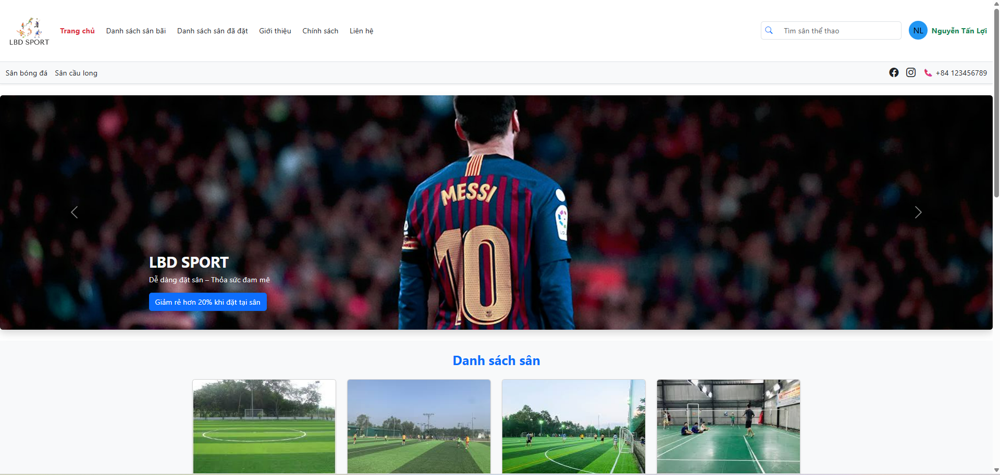 LBD SPORT
Trang chủ
Danh sách sân bãi
Danh sách sân đã đặt
Giới thiệu
Chính sách
Liên hệ
Tìm sân thể thao
NL
Nguyễn Tấn Lợi
Sân bóng đá
Sân cầu long
+84 123456789
MESSI
10
LBD SPORT
Dễ dàng đặt sân – Thỏa sức đam mê
Giảm rẻ hơn 20% khi đặt tại sân
Danh sách sân